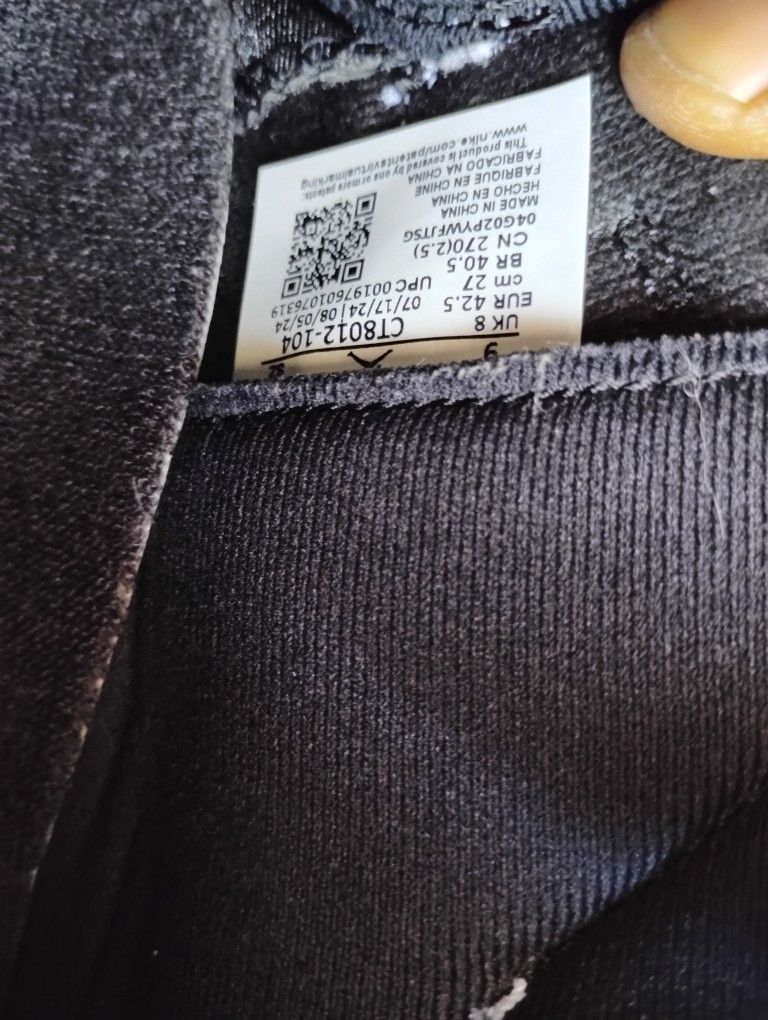 9
UK 8 CT8012-104
EUR 42.5 07/17/24 | 08/05/24
cm 27 UPC 00197601076319
BR 40.5
CN 270(2.5)
04G02PYWFJTSG
MADE IN CHINA
HECHO EN CHINA
FABRIQUE EN CHINE
FABRICADO NA CHINA
This product is covered by one or more patents:
www.nike.com/patentsvirtualmarking